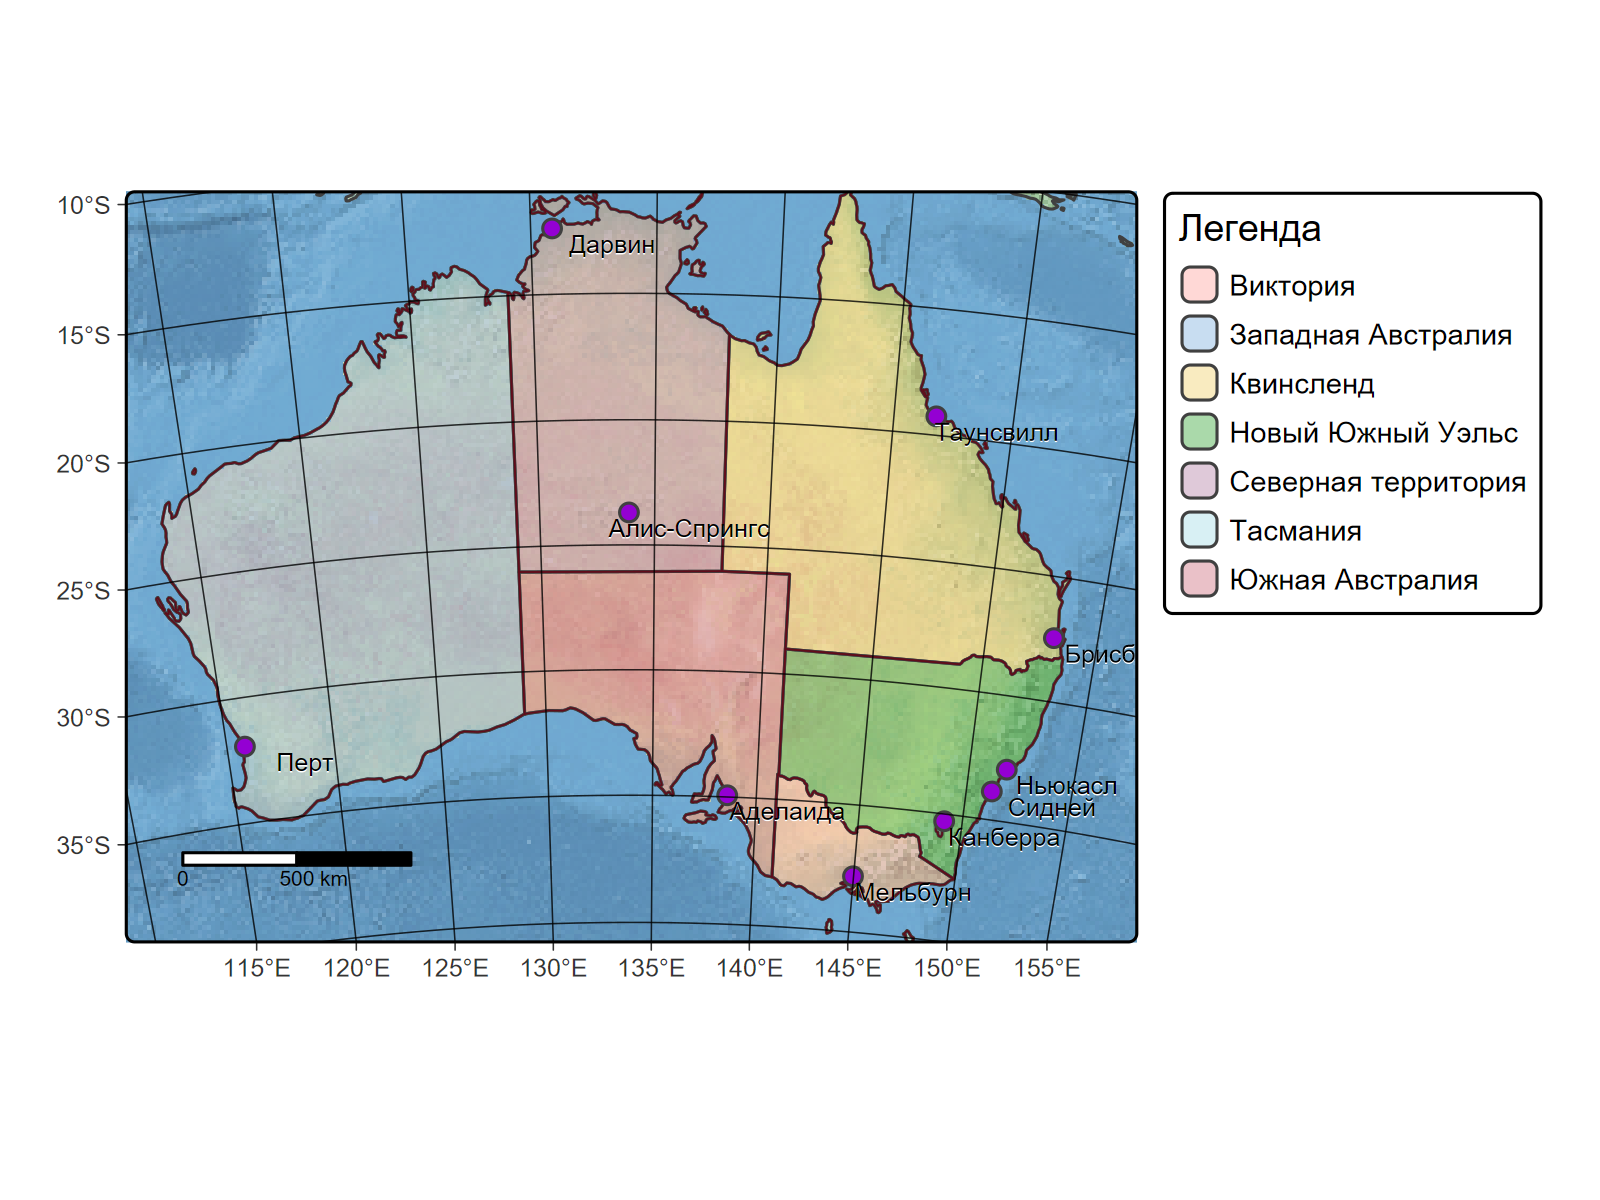 10°S
15°S
20°S
25°S
30°S
35°S
Дарвин
Таунсвилл
Алис-Спрингс
Брисб
Перт
Ньюкасл
Сидней
Аделаида
Канберра
Мельбурн
0 500 km
115°E 120°E 125°E 130°E 135°E 140°E 145°E 150°E 155°E
Легенда
Виктория
Западная Австралия
Квинсленд
Новый Южный Уэльс
Северная территория
Тасмания
Южная Австралия